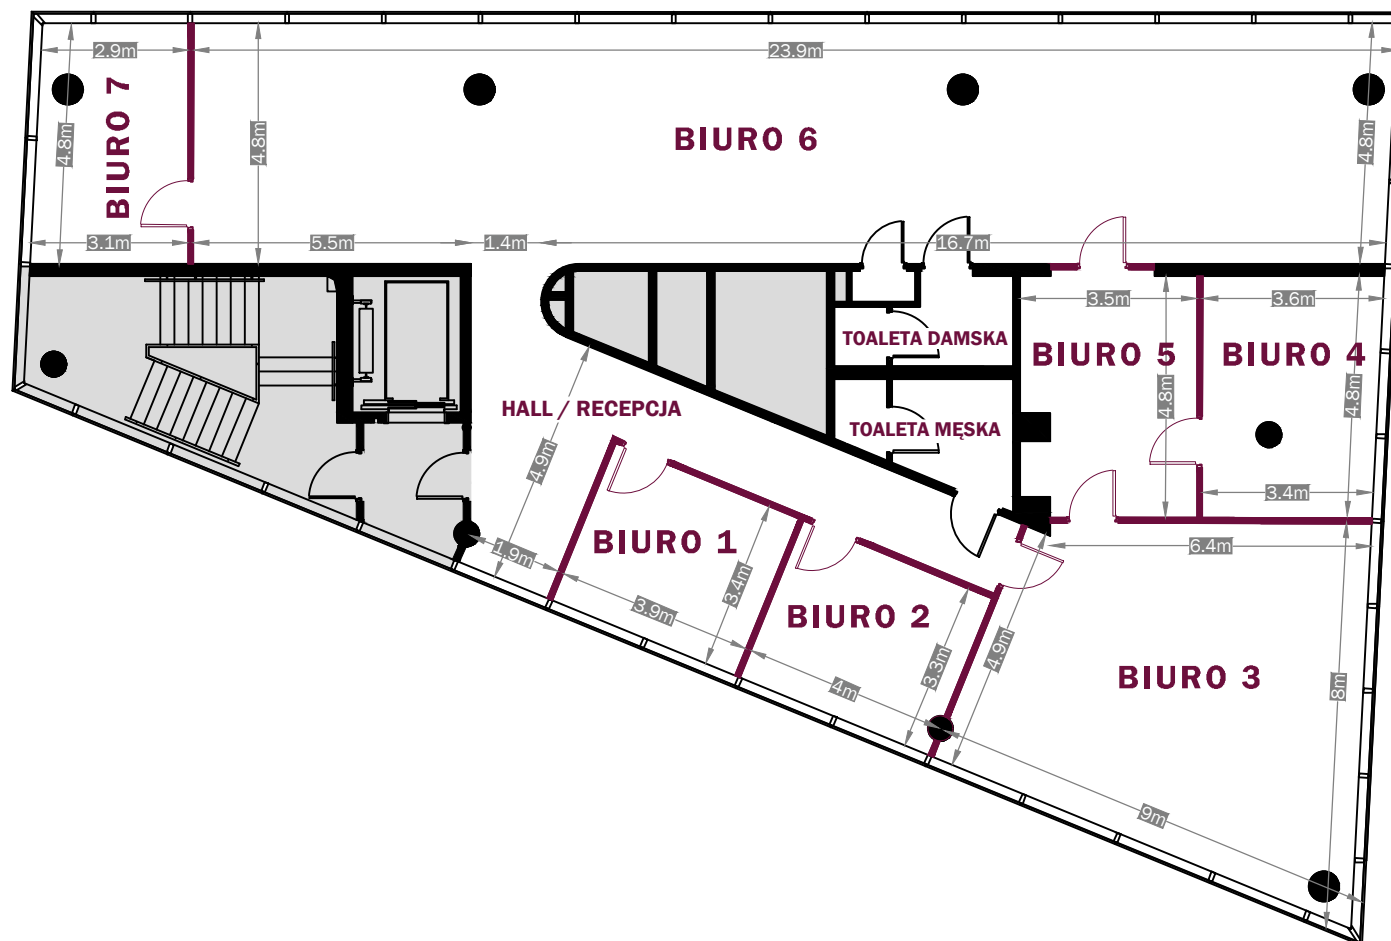 2.9m
23.9m
BIURO 7
4.8m
4.8m
BIURO 6
4.8m
3.1m
5.5m
1.4m
16.7m
3.5m
3.6m
TOALETA DAMSKA
BIURO 5
BIURO 4
4.8m
4.8m
HALL / RECEPCJA
TOALETA MĘSKA
4.9m
3.4m
1.9m
BIURO 1
3.4m
6.4m
3.9m
BIURO 2
4.9m
3.3m
BIURO 3
4m
8m
9m